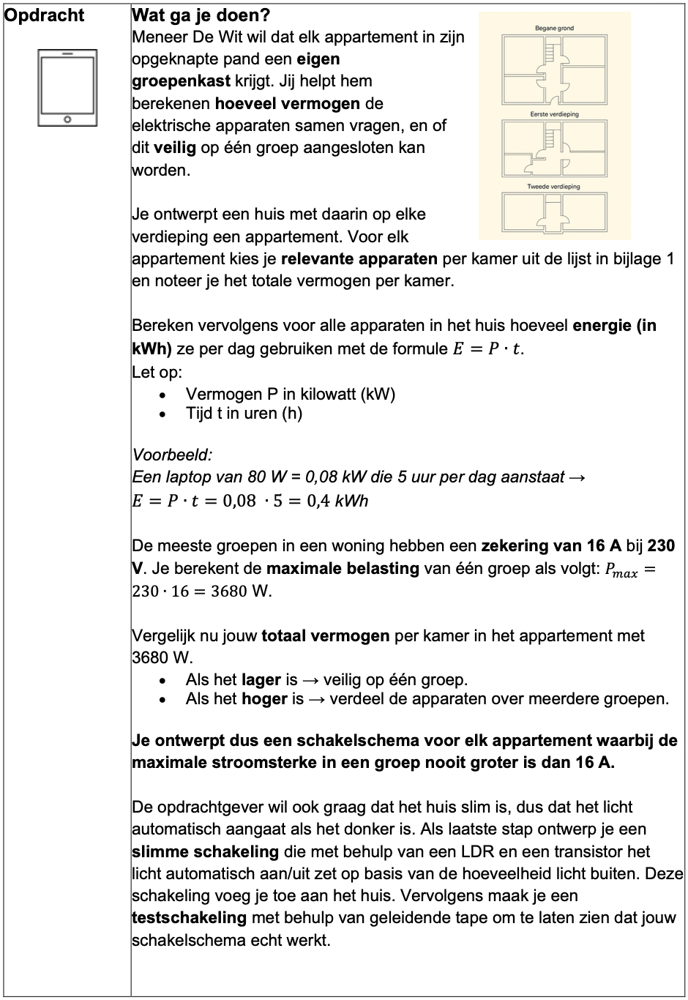 Opdracht
Wat ga je doen?
Meneer De Wit wil dat elk appartement in zijn
opgeknapte pand een eigen
groepenkast krijgt. Jij helpt hem
berekenen hoeveel vermogen de
elektrische apparaten samen vragen, en of
dit veilig op één groep aangesloten kan
worden.
Begane grond
Eerste verdieping
Tweede verdieping
Je ontwerpt een huis met daarin op elke
verdieping een appartement. Voor elk
appartement kies je relevante apparaten per kamer uit de lijst in bijlage 1
en noteer je het totale vermogen per kamer.
Bereken vervolgens voor alle apparaten in het huis hoeveel energie (in
kWh) ze per dag gebruiken met de formule E = P · t.
Let op:
• Vermogen P in kilowatt (kW)
• Tijd t in uren (h)
Voorbeeld:
Een laptop van 80 W = 0,08 kW die 5 uur per dag aanstaat →
E = P · t = 0,08 · 5 = 0,4 kWh
De meeste groepen in een woning hebben een zekering van 16 A bij 230
V. Je berekent de maximale belasting van één groep als volgt: Pmax =
230 · 16 = 3680 W.
Vergelijk nu jouw totaal vermogen per kamer in het appartement met
3680 W.
• Als het lager is → veilig op één groep.
• Als het hoger is → verdeel de apparaten over meerdere groepen.
Je ontwerpt dus een schakelschema voor elk appartement waarbij de
maximale stroomsterke in een groep nooit groter is dan 16 A.
De opdrachtgever wil ook graag dat het huis slim is, dus dat het licht
automatisch aangaat als het donker is. Als laatste stap ontwerp je een
slimme schakeling die met behulp van een LDR en een transistor het
licht automatisch aan/uit zet op basis van de hoeveelheid licht buiten. Deze
schakeling voeg je toe aan het huis. Vervolgens maak je een
testschakeling met behulp van geleidende tape om te laten zien dat jouw
schakelschema echt werkt.